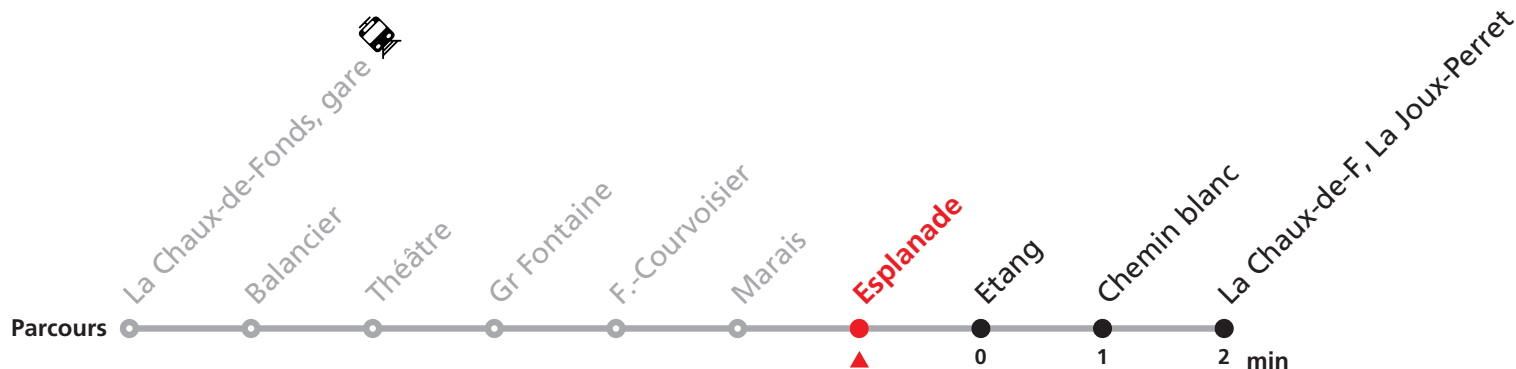 La Chaux-de-Fonds, gare
Balancier
Théâtre
Gr Fontaine
F.-Courvoisier
Marais
Esplanade
Etang
Chemin blanc
La Chaux-de-F, La Joux-Perret
Parcours
0 1 2 min